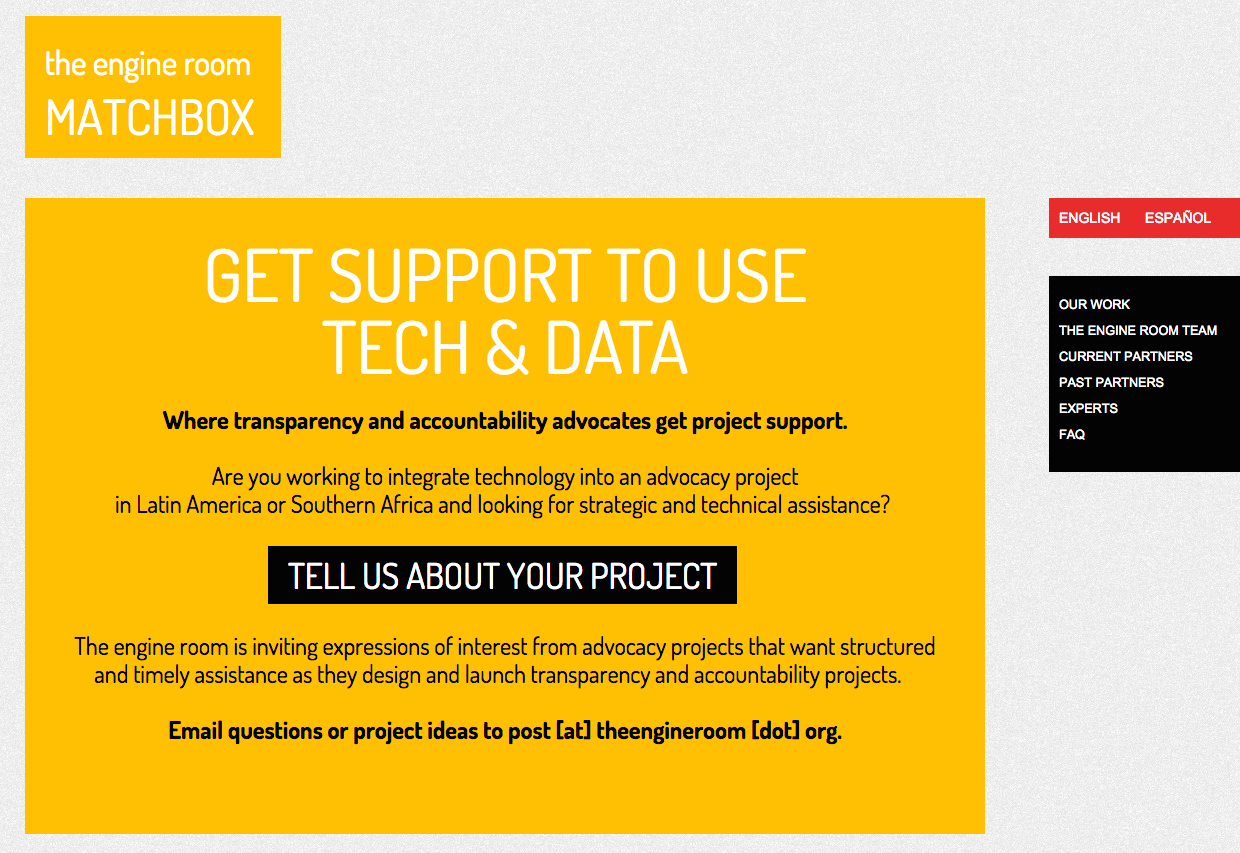 the engine room
MATCHBOX
GET SUPPORT TO USE
TECH & DATA
Where transparency and accountability advocates get project support.
Are you working to integrate technology into an advocacy project
in Latin America or Southern Africa and looking for strategic and technical assistance?
TELL US ABOUT YOUR PROJECT
The engine room is inviting expressions of interest from advocacy projects that want structured
and timely assistance as they design and launch transparency and accountability projects.
Email questions or project ideas to post [at] theengineroom [dot] org.
ENGLISH ESPAÑOL
OUR WORK
THE ENGINE ROOM TEAM
CURRENT PARTNERS
PAST PARTNERS
EXPERTS
FAQ